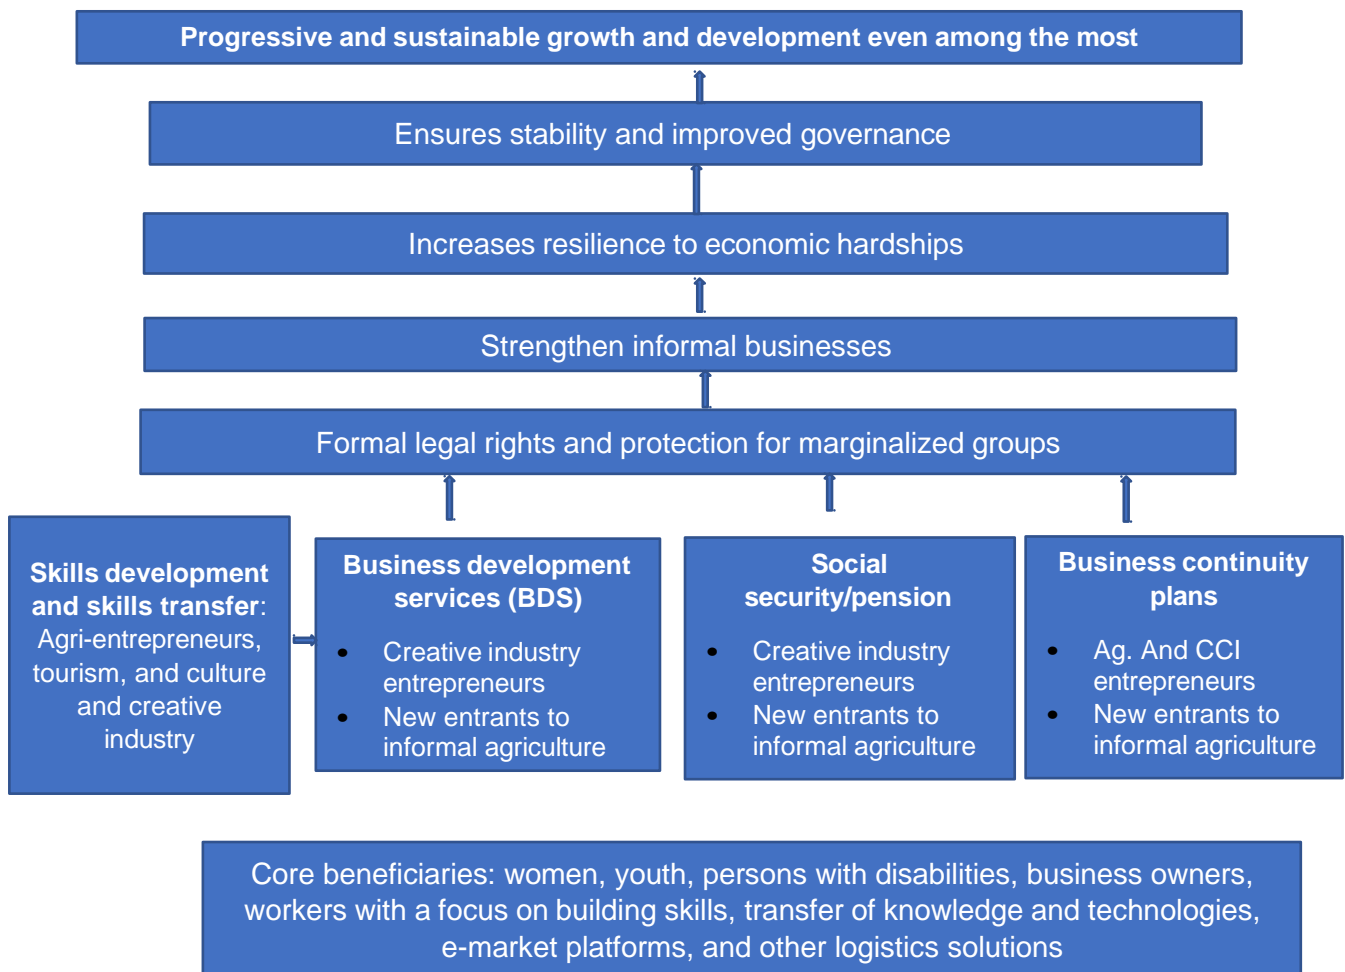 Progressive and sustainable growth and development even among the most
Ensures stability and improved governance
Increases resilience to economic hardships
Strengthen informal businesses
Formal legal rights and protection for marginalized groups
Skills development
and skills transfer:
Agri-entrepreneurs,
tourism, and culture
and creative
industry
Business development
services (BDS)
• Creative industry
entrepreneurs
• New entrants to
informal agriculture
Social
security/pension
• Creative industry
entrepreneurs
• New entrants to
informal agriculture
Business continuity
plans
• Ag. And CCI
entrepreneurs
• New entrants to
informal agriculture
Core beneficiaries: women, youth, persons with disabilities, business owners,
workers with a focus on building skills, transfer of knowledge and technologies,
e-market platforms, and other logistics solutions